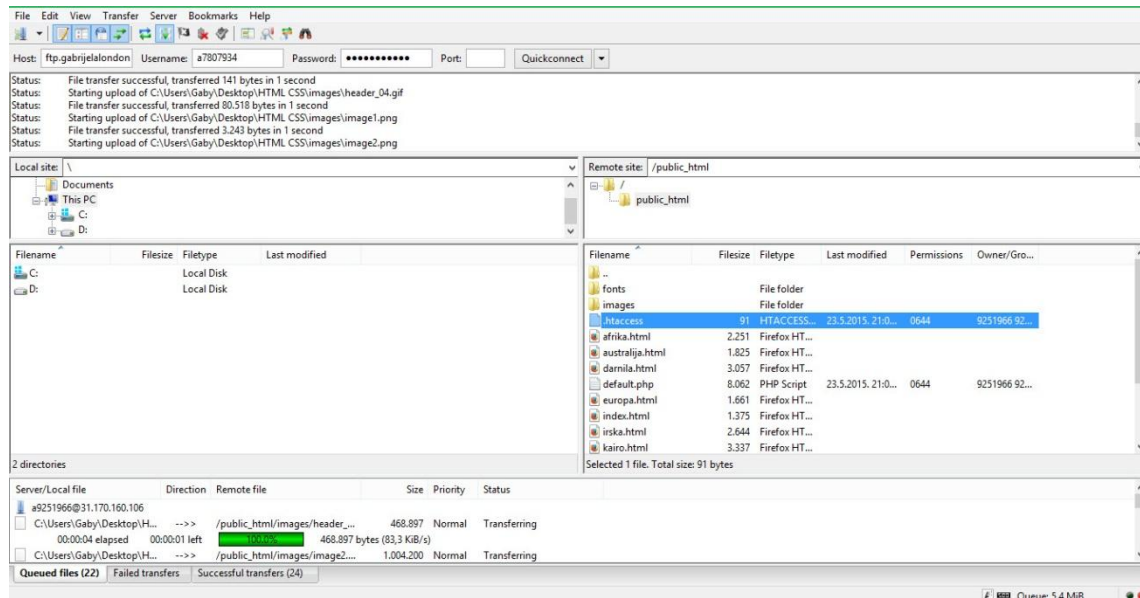 File Edit View Transfer Server Bookmarks Help
Host: ftp.gabrijelalondon Username: a7807934 Password: ●●●●●●●●●●● Port: Quickconnect
Status: File transfer successful, transferred 141 bytes in 1 second
Status: Starting upload of C:\Users\Gaby\Desktop\HTML CSS\images\header_04.gif
Status: File transfer successful, transferred 80.518 bytes in 1 second
Status: Starting upload of C:\Users\Gaby\Desktop\HTML CSS\images\image1.png
Status: File transfer successful, transferred 3.243 bytes in 1 second
Status: Starting upload of C:\Users\Gaby\Desktop\HTML CSS\images\image2.png
Local site: \
Documents
This PC
C:
D:
Remote site: /public_html
/
public_html
Filename Filesize Filetype Last modified
C: Local Disk
D: Local Disk
2 directories
Filename Filesize Filetype Last modified Permissions Owner/Gro...
..
fonts File folder
images File folder
.htaccess 91 HTACCESS... 23.5.2015. 21:0... 0644 9251966 92...
afrika.html 2.251 Firefox HT...
australija.html 1.825 Firefox HT...
darnila.html 3.057 Firefox HT...
default.php 8.062 PHP Script 23.5.2015. 21:0... 0644 9251966 92...
europa.html 1.661 Firefox HT...
index.html 1.375 Firefox HT...
irska.html 2.644 Firefox HT...
kairo.html 3.337 Firefox HT...
Selected 1 file. Total size: 91 bytes
Server/Local file Direction Remote file Size Priority Status
a9251966@31.170.160.106
C:\Users\Gaby\Desktop\H... -->> /public_html/images/header_... 468.897 Normal Transferring
00:00:04 elapsed 00:00:01 left 100.0% 468.897 bytes (83,3 KiB/s)
C:\Users\Gaby\Desktop\H... -->> /public_html/images/image2.... 1.004.200 Normal Transferring
Queued files (22) Failed transfers Successful transfers (24)
Queue: 5,4 MiB